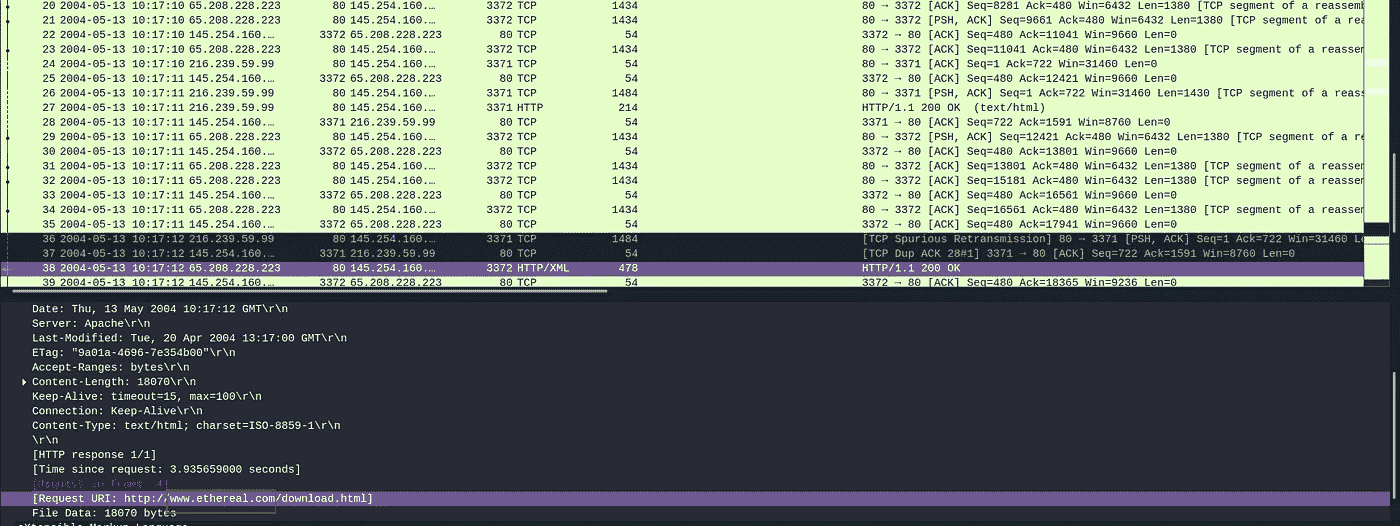 20 2004-05-13 10:17:10 65.208.228.223 80 145.254.160.… 3372 TCP 1434 80 → 3372 [ACK] Seq=8281 Ack=480 Win=6432 Len=1380 [TCP segment of a reassemb
21 2004-05-13 10:17:10 65.208.228.223 80 145.254.160.… 3372 TCP 1434 80 → 3372 [PSH, ACK] Seq=9661 Ack=480 Win=6432 Len=1380 [TCP segment of a rea
22 2004-05-13 10:17:10 145.254.160.… 3372 65.208.228.223 80 TCP 54 3372 → 80 [ACK] Seq=480 Ack=11041 Win=9660 Len=0
23 2004-05-13 10:17:10 65.208.228.223 80 145.254.160.… 3372 TCP 1434 80 → 3372 [ACK] Seq=11041 Ack=480 Win=6432 Len=1380 [TCP segment of a reassem
24 2004-05-13 10:17:10 216.239.59.99 80 145.254.160.… 3371 TCP 54 80 → 3371 [ACK] Seq=1 Ack=722 Win=31460 Len=0
25 2004-05-13 10:17:11 145.254.160.… 3372 65.208.228.223 80 TCP 54 3372 → 80 [ACK] Seq=480 Ack=12421 Win=9660 Len=0
26 2004-05-13 10:17:11 216.239.59.99 80 145.254.160.… 3371 TCP 1484 80 → 3371 [PSH, ACK] Seq=1 Ack=722 Win=31460 Len=1430 [TCP segment of a reass
27 2004-05-13 10:17:11 216.239.59.99 80 145.254.160.… 3371 HTTP 214 HTTP/1.1 200 OK (text/html)
28 2004-05-13 10:17:11 145.254.160.… 3371 216.239.59.99 80 TCP 54 3371 → 80 [ACK] Seq=722 Ack=1591 Win=8760 Len=0
29 2004-05-13 10:17:11 65.208.228.223 80 145.254.160.… 3372 TCP 1434 80 → 3372 [PSH, ACK] Seq=12421 Ack=480 Win=6432 Len=1380 [TCP segment of a re
30 2004-05-13 10:17:11 145.254.160.… 3372 65.208.228.223 80 TCP 54 3372 → 80 [ACK] Seq=480 Ack=13801 Win=9660 Len=0
31 2004-05-13 10:17:11 65.208.228.223 80 145.254.160.… 3372 TCP 1434 80 → 3372 [ACK] Seq=13801 Ack=480 Win=6432 Len=1380 [TCP segment of a reassem
32 2004-05-13 10:17:11 65.208.228.223 80 145.254.160.… 3372 TCP 1434 80 → 3372 [ACK] Seq=15181 Ack=480 Win=6432 Len=1380 [TCP segment of a reassem
33 2004-05-13 10:17:11 145.254.160.… 3372 65.208.228.223 80 TCP 54 3372 → 80 [ACK] Seq=480 Ack=16561 Win=9660 Len=0
34 2004-05-13 10:17:11 65.208.228.223 80 145.254.160.… 3372 TCP 1434 80 → 3372 [ACK] Seq=16561 Ack=480 Win=6432 Len=1380 [TCP segment of a reassem
35 2004-05-13 10:17:11 145.254.160.… 3372 65.208.228.223 80 TCP 54 3372 → 80 [ACK] Seq=480 Ack=17941 Win=9660 Len=0
36 2004-05-13 10:17:12 216.239.59.99 80 145.254.160.… 3371 TCP 1484 [TCP Spurious Retransmission] 80 → 3371 [PSH, ACK] Seq=1 Ack=722 Win=31460 Le
37 2004-05-13 10:17:12 145.254.160.… 3371 216.239.59.99 80 TCP 54 [TCP Dup ACK 28#1] 3371 → 80 [ACK] Seq=722 Ack=1591 Win=8760 Len=0
38 2004-05-13 10:17:12 65.208.228.223 80 145.254.160.… 3372 HTTP/XML 478 HTTP/1.1 200 OK
39 2004-05-13 10:17:12 145.254.160.… 3372 65.208.228.223 80 TCP 54 3372 → 80 [ACK] Seq=480 Ack=18365 Win=9236 Len=0
Date: Thu, 13 May 2004 10:17:12 GMT\r\n
Server: Apache\r\n
Last-Modified: Tue, 20 Apr 2004 13:17:00 GMT\r\n
ETag: "9a01a-4696-7e354b00"\r\n
Accept-Ranges: bytes\r\n
Content-Length: 18070\r\n
Keep-Alive: timeout=15, max=100\r\n
Connection: Keep-Alive\r\n
Content-Type: text/html; charset=ISO-8859-1\r\n
\r\n
[HTTP response 1/1]
[Time since request: 3.935659000 seconds]
[Request in frame: 4]
[Request URI: http://www.ethereal.com/download.html]
File Data: 18070 bytes
eXtensible Markup Language